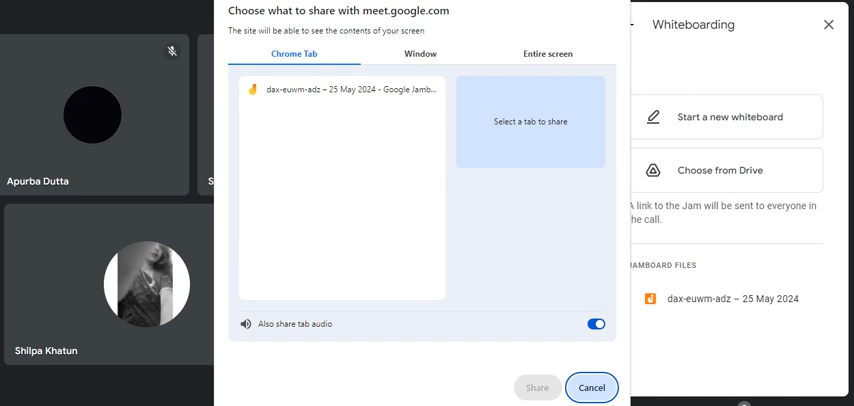 Choose what to share with meet.google.com
The site will be able to see the contents of your screen
Chrome Tab
Window
Entire screen
dax-euwm-adz – 25 May 2024 - Google Jamb...
Select a tab to share
Also share tab audio
Share
Cancel
Apurba Dutta
S
Shilpa Khatun
Whiteboarding
Start a new whiteboard
Choose from Drive
A link to the Jam will be sent to everyone in
the call.
JAMBOARD FILES
dax-euwm-adz – 25 May 2024